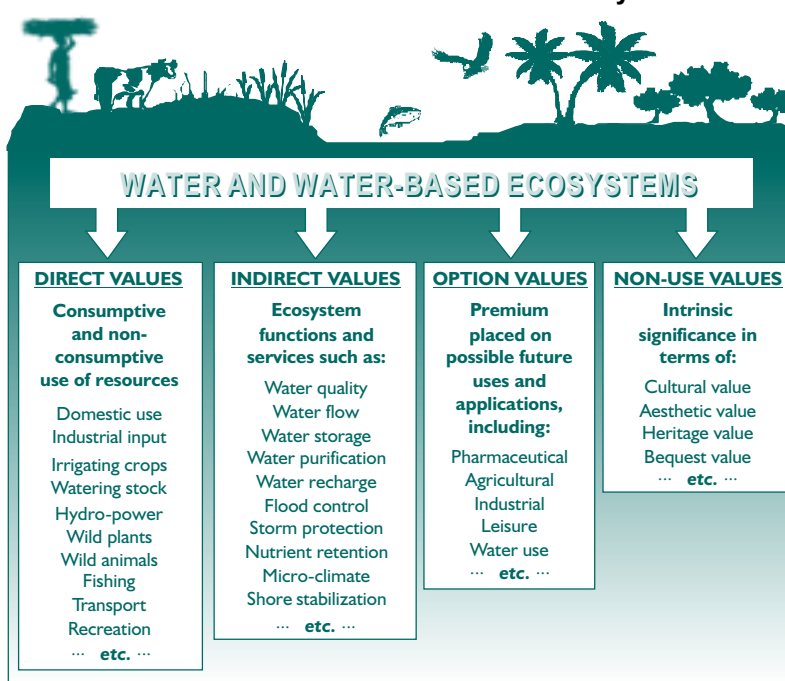 WATER AND WATER-BASED ECOSYSTEMS
DIRECT VALUES
Consumptive
and non-
consumptive
use of resources
Domestic use
Industrial input
Irrigating crops
Watering stock
Hydro-power
Wild plants
Wild animals
Fishing
Transport
Recreation
... etc. ...
INDIRECT VALUES
Ecosystem
functions and
services such as:
Water quality
Water flow
Water storage
Water purification
Water recharge
Flood control
Storm protection
Nutrient retention
Micro-climate
Shore stabilization
... etc. ...
OPTION VALUES
Premium
placed on
possible future
uses and
applications,
including:
Pharmaceutical
Agricultural
Industrial
Leisure
Water use
... etc. ...
NON-USE VALUES
Intrinsic
significance in
terms of:
Cultural value
Aesthetic value
Heritage value
Bequest value
... etc. ...